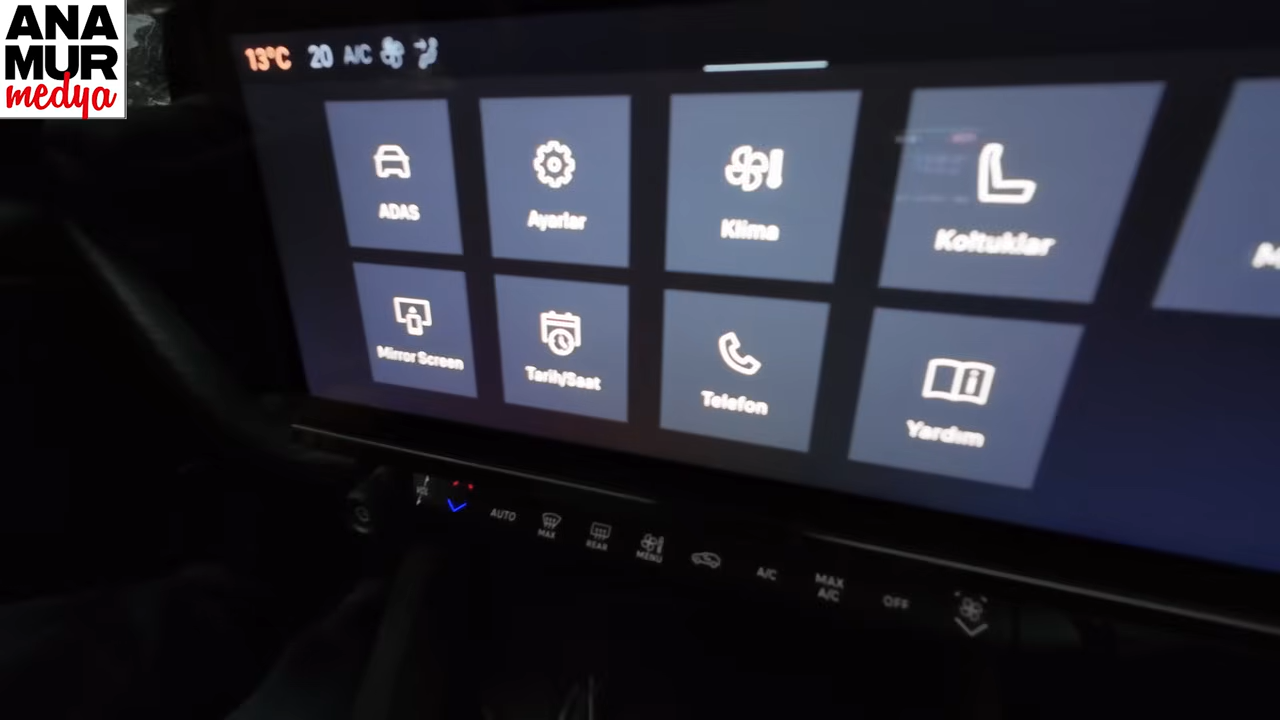 ANA
MUR
medya
13°C 20 A/C
ADAS
Ayarlar
Klima
Koltuklar
Mirror Screen
Tarih/Saat
Telefon
Yardım
VOL
AUTO
MAX
REAR
MENU
A/C
MAX
A/C
OFF